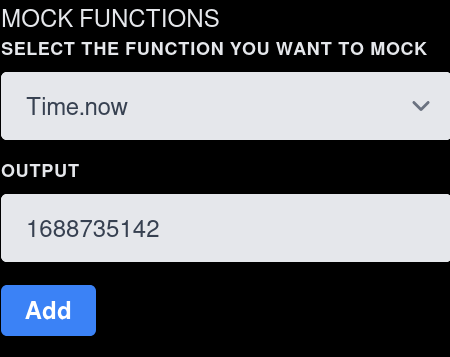 MOCK FUNCTIONS
SELECT THE FUNCTION YOU WANT TO MOCK
Time.now
OUTPUT
1688735142
Add